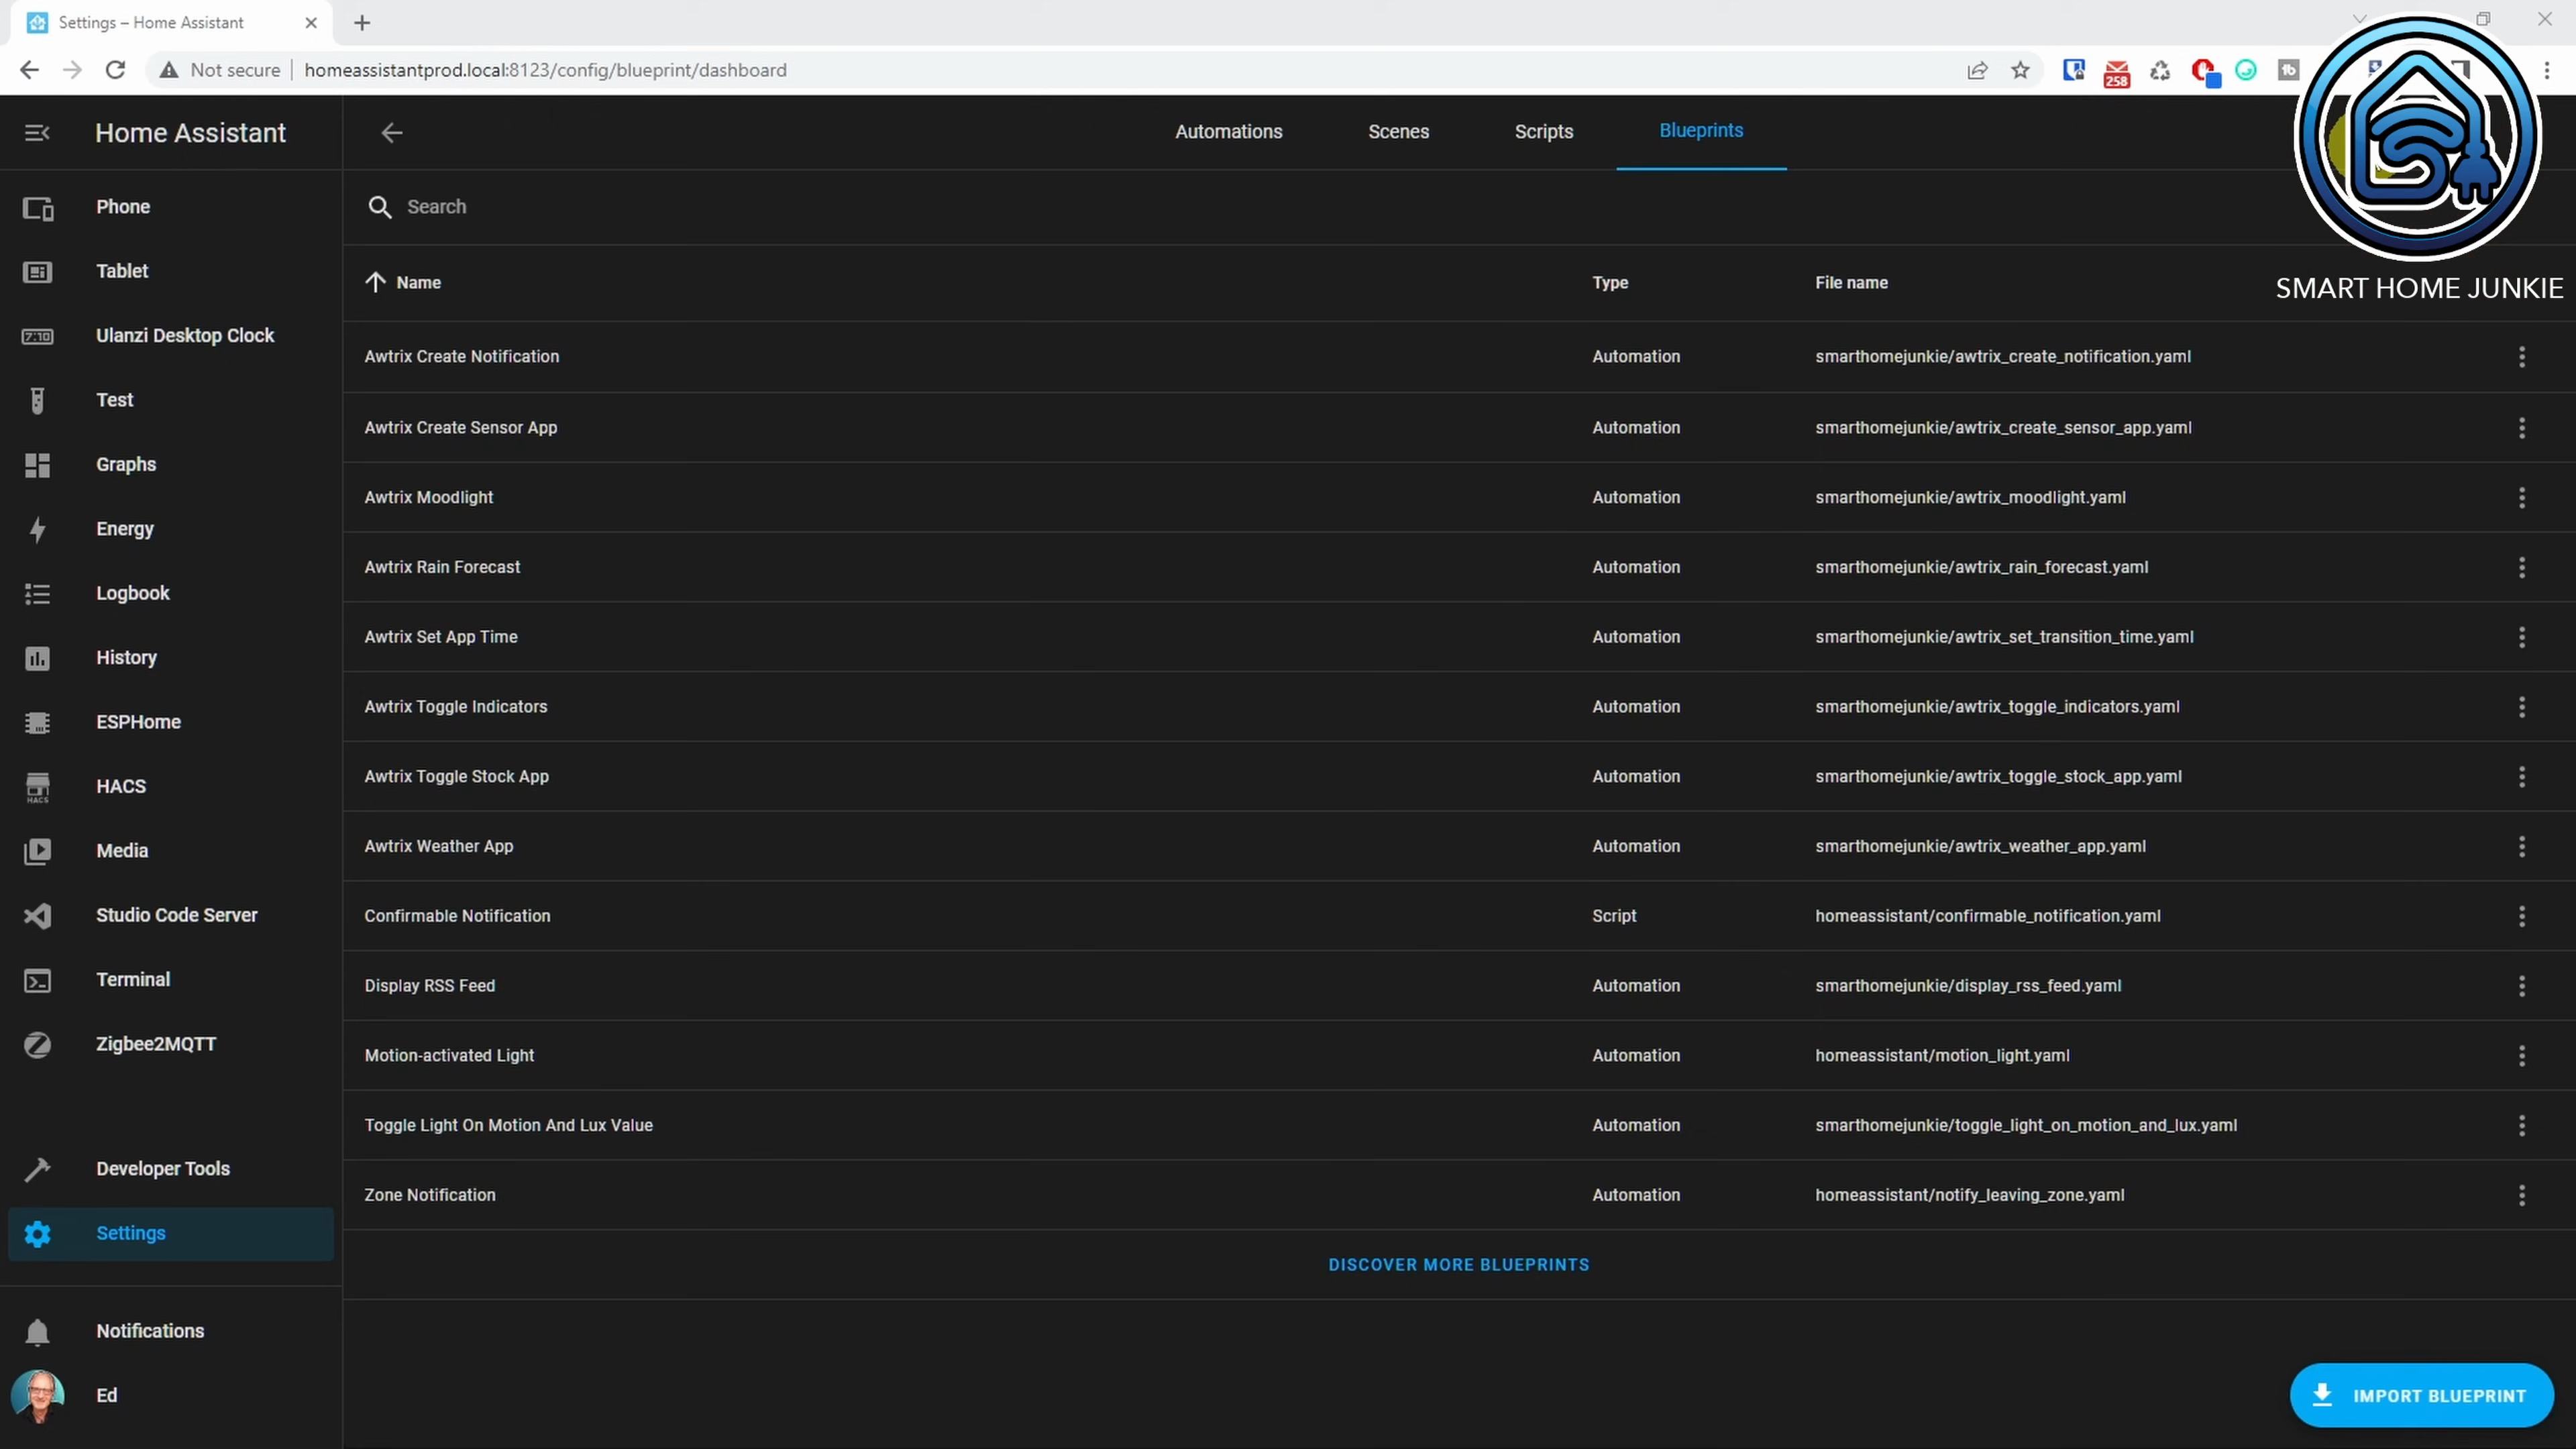 Settings – Home Assistant
Not secure homeassistantprod.local:8123/config/blueprint/dashboard
258
Home Assistant
Automations Scenes Scripts Blueprints
Phone
Search
Tablet
Name Type File name
SMART HOME JUNKIE
Ulanzi Desktop Clock
7:10
Awtrix Create Notification Automation smarthomejunkie/awtrix_create_notification.yaml
Test
Awtrix Create Sensor App Automation smarthomejunkie/awtrix_create_sensor_app.yaml
Graphs
Awtrix Moodlight Automation smarthomejunkie/awtrix_moodlight.yaml
Energy
Awtrix Rain Forecast Automation smarthomejunkie/awtrix_rain_forecast.yaml
Logbook
Awtrix Set App Time Automation smarthomejunkie/awtrix_set_transition_time.yaml
History
Awtrix Toggle Indicators Automation smarthomejunkie/awtrix_toggle_indicators.yaml
ESPHome
Awtrix Toggle Stock App Automation smarthomejunkie/awtrix_toggle_stock_app.yaml
HACS
HACS
Awtrix Weather App Automation smarthomejunkie/awtrix_weather_app.yaml
Media
Confirmable Notification Script homeassistant/confirmable_notification.yaml
Studio Code Server
Display RSS Feed Automation smarthomejunkie/display_rss_feed.yaml
Terminal
Motion-activated Light Automation homeassistant/motion_light.yaml
Zigbee2MQTT
Toggle Light On Motion And Lux Value Automation smarthomejunkie/toggle_light_on_motion_and_lux.yaml
Developer Tools
Zone Notification Automation homeassistant/notify_leaving_zone.yaml
Settings
DISCOVER MORE BLUEPRINTS
Notifications
Ed
IMPORT BLUEPRINT